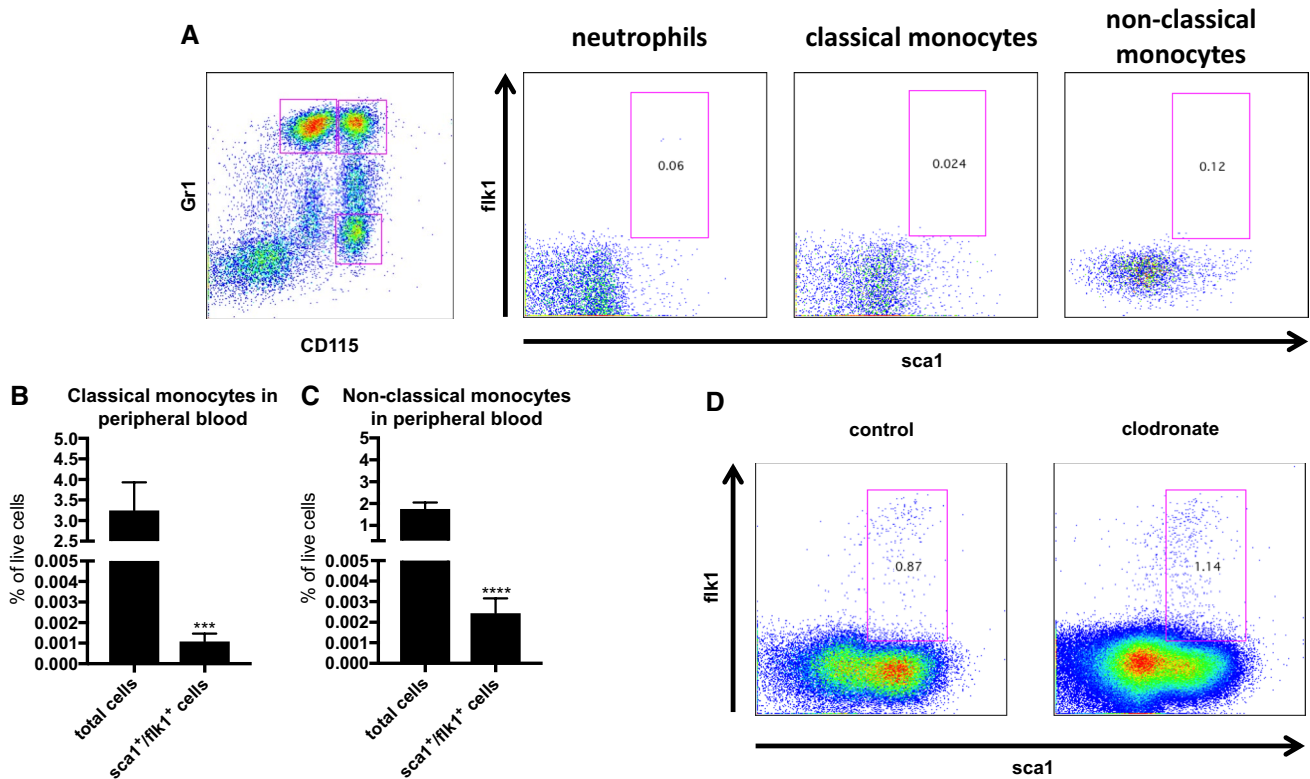 A
neutrophils
classical monocytes
non-classical
monocytes
Gr1
CD115
flk1
0.06
0.024
0.12
sca1
B
Classical monocytes in
peripheral blood
% of live cells
5.0
4.5
4.0
3.5
3.0
2.5
0.005
0.004
0.003
0.002
0.001
0.000
***
total cells
sca1+/flk1+ cells
C
Non-classical monocytes
in peripheral blood
% of live cells
5
4
3
2
1
0.005
0.004
0.003
0.002
0.001
0.000
****
total cells
sca1+/flk1+ cells
D
control
clodronate
flk1
0.87
1.14
sca1